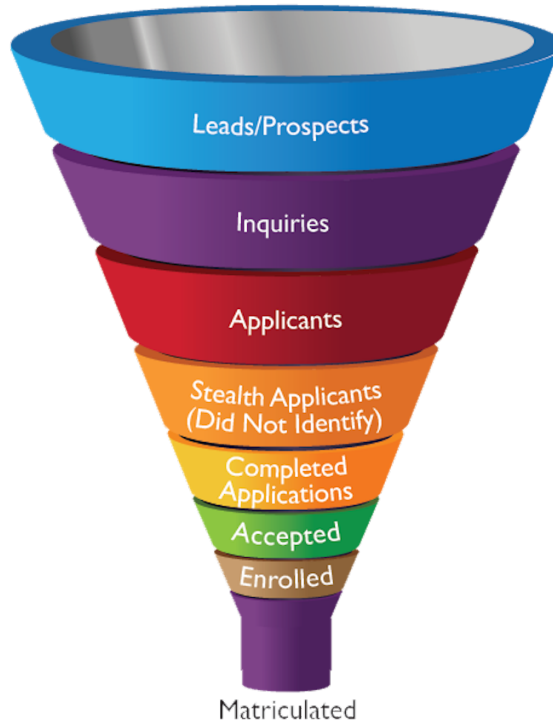 Leads/Prospects
Inquiries
Applicants
Stealth Applicants
(Did Not Identify)
Completed
Applications
Accepted
Enrolled
Matriculated